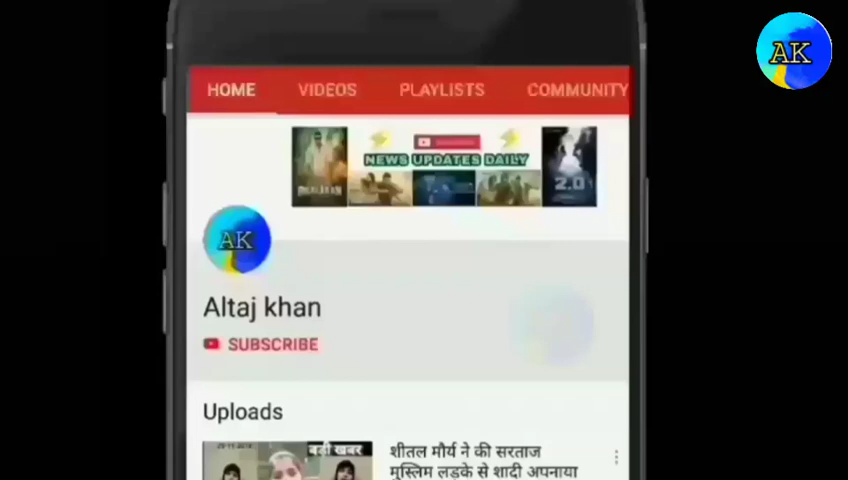 AK
HOME VIDEOS PLAYLISTS COMMUNITY
NEWS UPDATES DAILY
2.0
AK
Altaj khan
SUBSCRIBE
Uploads
बड़ी खबर
शीतल मौर्य ने की सरताज
मुस्लिम लड़के से शादी अपनाया